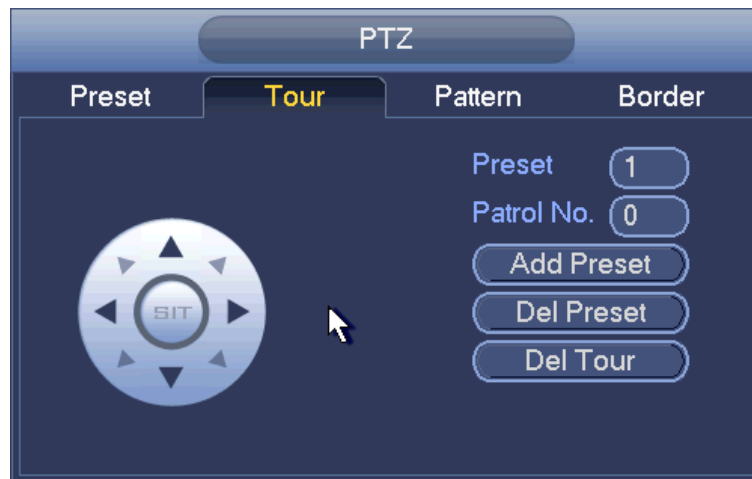 PTZ
Preset Tour Pattern Border
Preset 1
Patrol No. 0
Add Preset
SIT
Del Preset
Del Tour